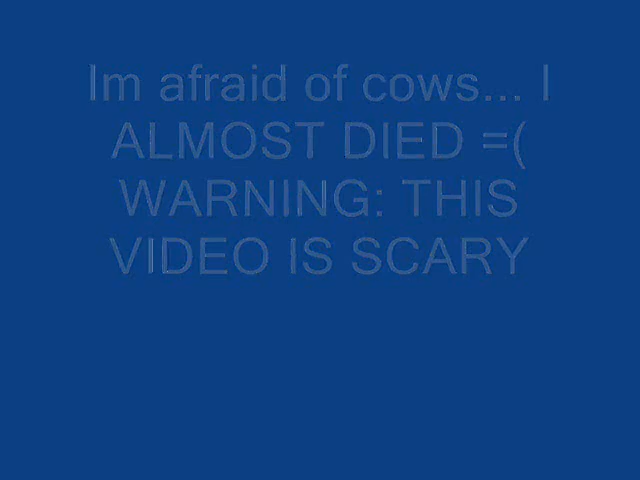 Im afraid of cows... I
ALMOST DIED =(
WARNING: THIS
VIDEO IS SCARY